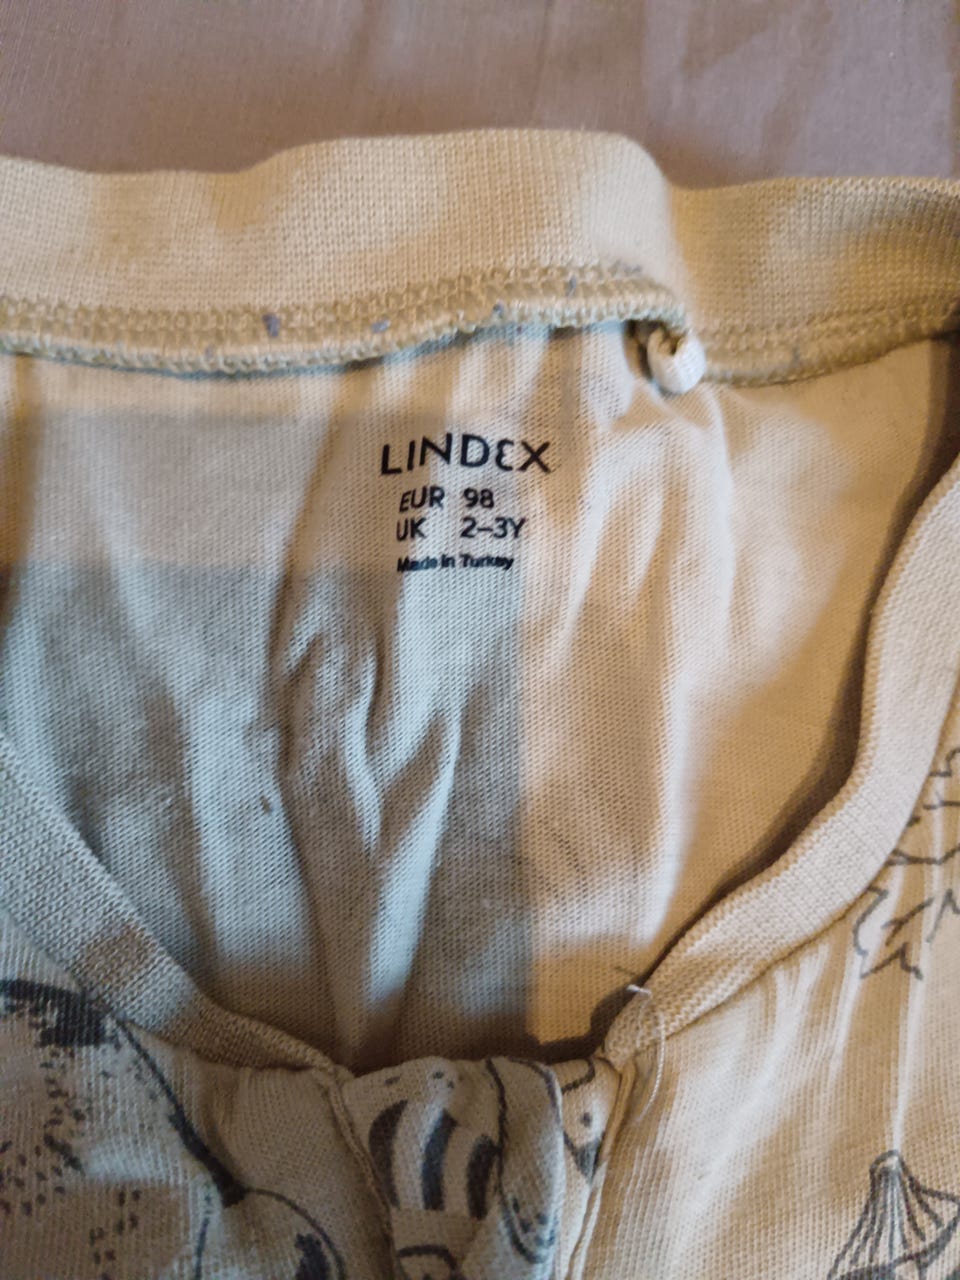 LINDEX
EUR 98
UK 2–3Y
Made in Turkey